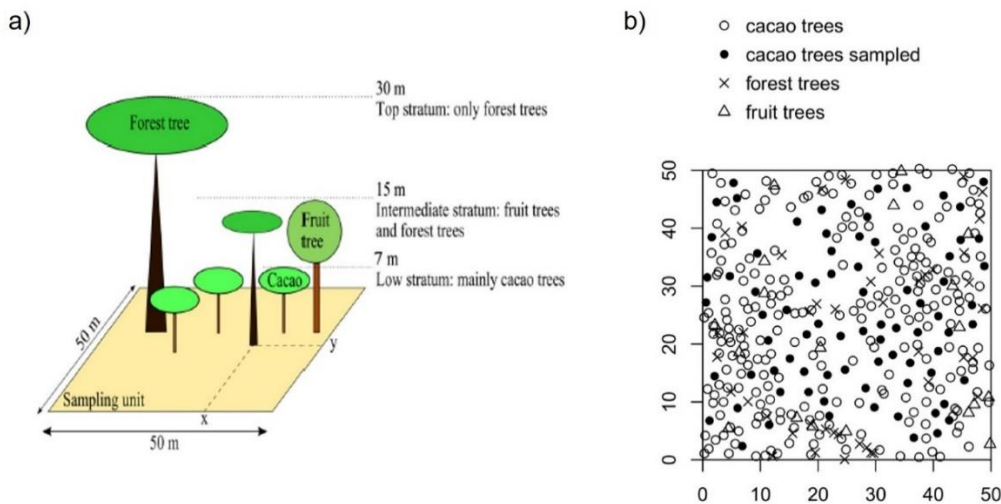 a)
30 m
Top stratum: only forest trees
Forest tree
15 m
Intermediate stratum: fruit trees
and forest trees
Fruit
tree
7 m
Low stratum: mainly cacao trees
Cacao
50 m
y
Sampling unit
x
50 m
b)
cacao trees
cacao trees sampled
forest trees
fruit trees
50
40
30
20
10
0
0 10 20 30 40 50